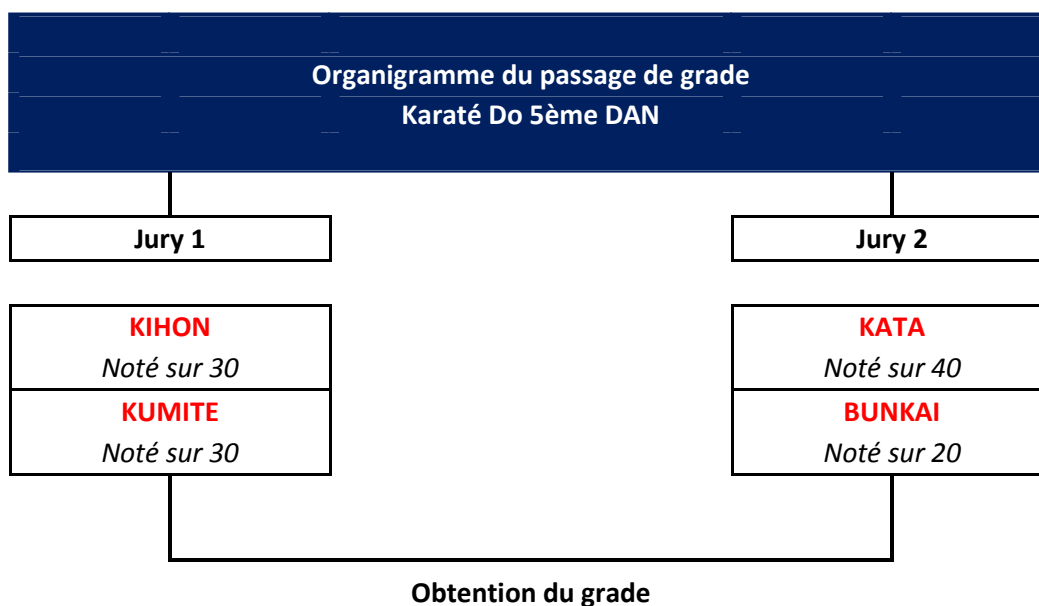 Organigramme du passage de grade
Karaté Do 5ème DAN
Jury 1
Jury 2
KIHON
Noté sur 30
KUMITE
Noté sur 30
KATA
Noté sur 40
BUNKAI
Noté sur 20
Obtention du grade